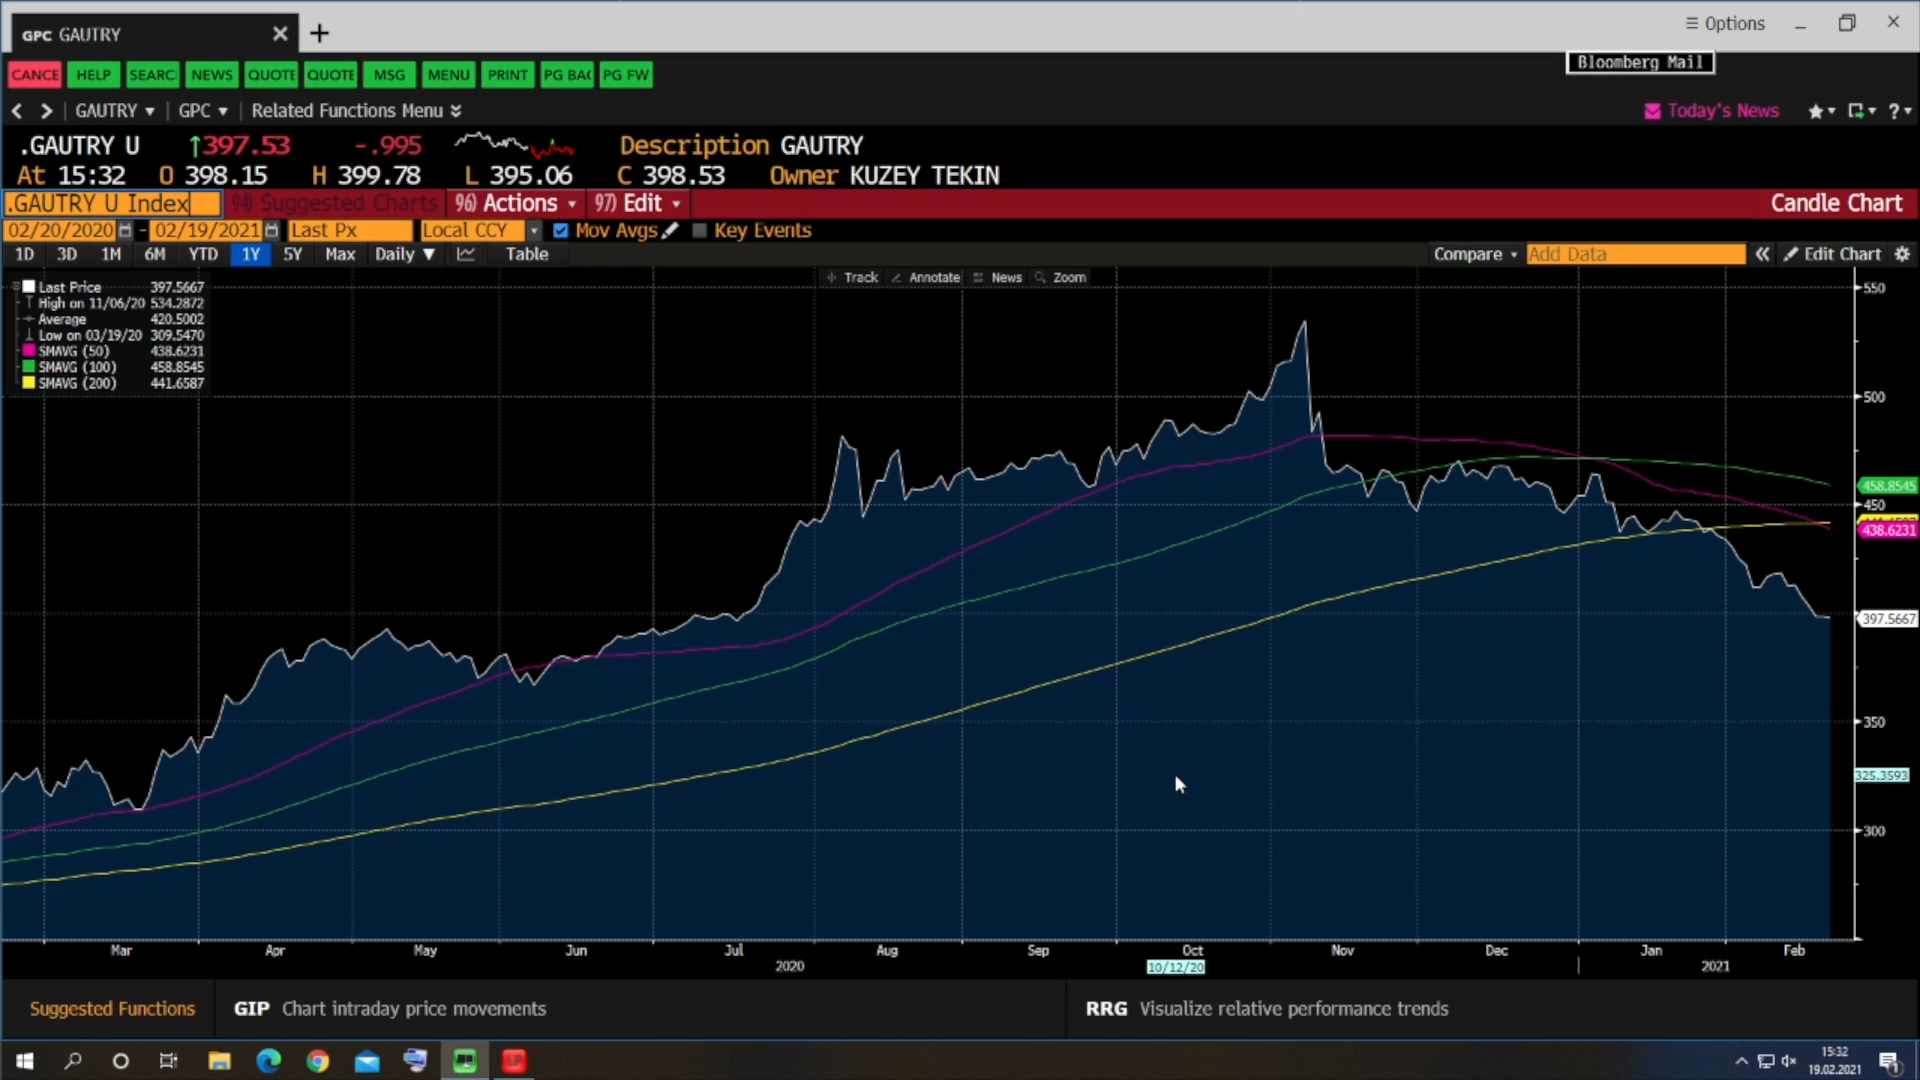 GPC GAUTRY
Options
CANCE HELP SEARC NEWS QUOTE QUOTE MSG MENU PRINT PG BAC PG FW
Bloomberg Mail
GAUTRY GPC Related Functions Menu
Today's News
.GAUTRY U ↑397.53 -.995 Description GAUTRY
At 15:32 O 398.15 H 399.78 L 395.06 C 398.53 Owner KUZEY TEKIN
.GAUTRY U Index 94) Suggested Charts 96) Actions 97) Edit Candle Chart
02/20/2020 - 02/19/2021 Last Px Local CCY Mov Avgs Key Events
1D 3D 1M 6M YTD 1Y 5Y Max Daily ▼ Table Compare Add Data « Edit Chart
Track Annotate News Zoom
Last Price 397.5667
High on 11/06/20 534.2872
Average 420.5002
Low on 03/19/20 309.5470
SMAVG (50) 438.6231
SMAVG (100) 458.8545
SMAVG (200) 441.6587
550
500
458.8545
450
438.6231
397.5667
350
325.3593
300
Mar Apr May Jun Jul Aug Sep Oct Nov Dec Jan Feb
2020 10/12/20 2021
Suggested Functions GIP Chart intraday price movements RRG Visualize relative performance trends
15:32
19.02.2021